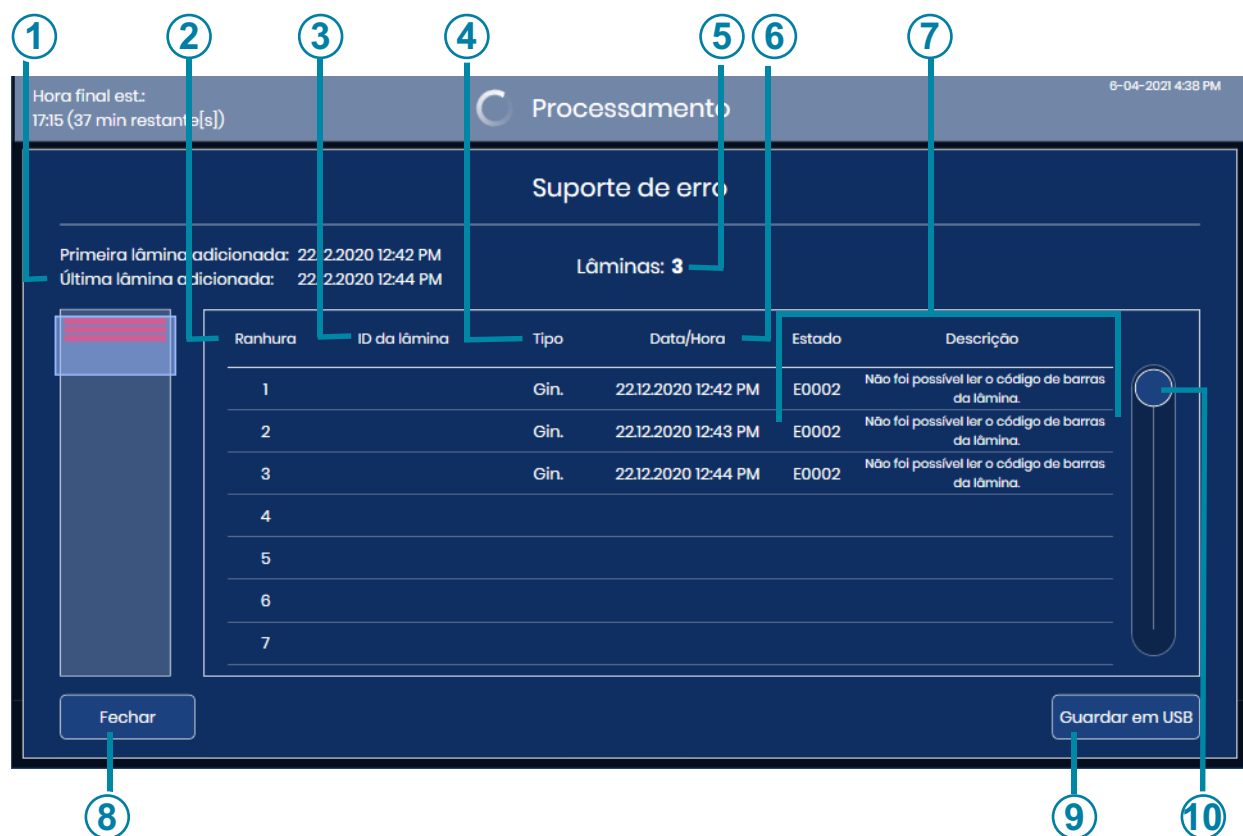 1 2 3 4 5 6 7
Hora final est.:
17:15 (37 min restante[s])
Processamento
6-04-2021 4:38 PM
Suporte de erro
Primeira lâmina adicionada: 22.12.2020 12:42 PM
Última lâmina adicionada: 22.12.2020 12:44 PM
Lâminas: 3
Ranhura ID da lâmina Tipo Data/Hora Estado Descrição
1 Gin. 22.12.2020 12:42 PM E0002 Não foi possível ler o código de barras
da lâmina.
2 Gin. 22.12.2020 12:43 PM E0002 Não foi possível ler o código de barras
da lâmina.
3 Gin. 22.12.2020 12:44 PM E0002 Não foi possível ler o código de barras
da lâmina.
4
5
6
7
Fechar
Guardar em USB
8 9 10